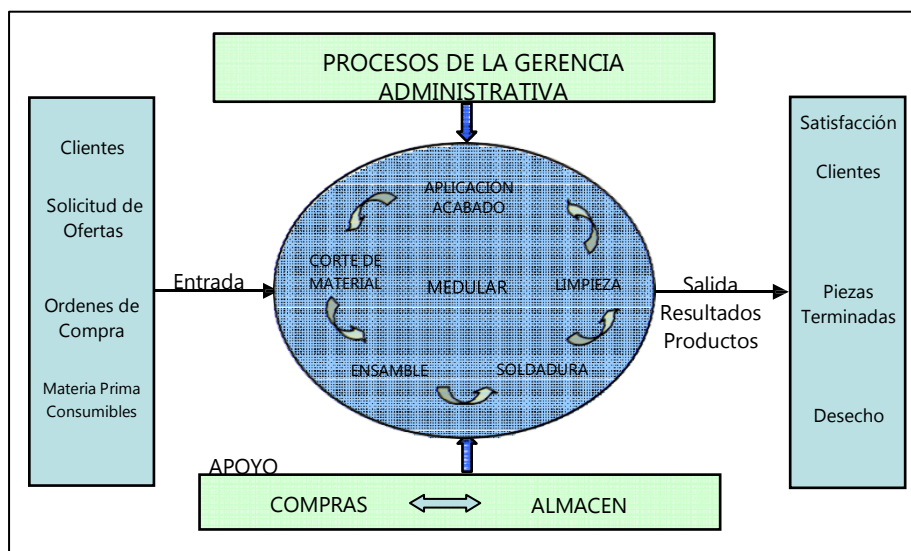 PROCESOS DE LA GERENCIA
ADMINISTRATIVA
Clientes
Solicitud de
Ofertas
Ordenes de
Compra
Materia Prima
Consumibles
Entrada
APLICACIÓN
ACABADO
CORTE DE
MATERIAL
MEDULAR
LIMPIEZA
ENSAMBLE
SOLDADURA
Salida
Resultados
Productos
Satisfacción
Clientes
Piezas
Terminadas
Desecho
APOYO
COMPRAS
ALMACEN